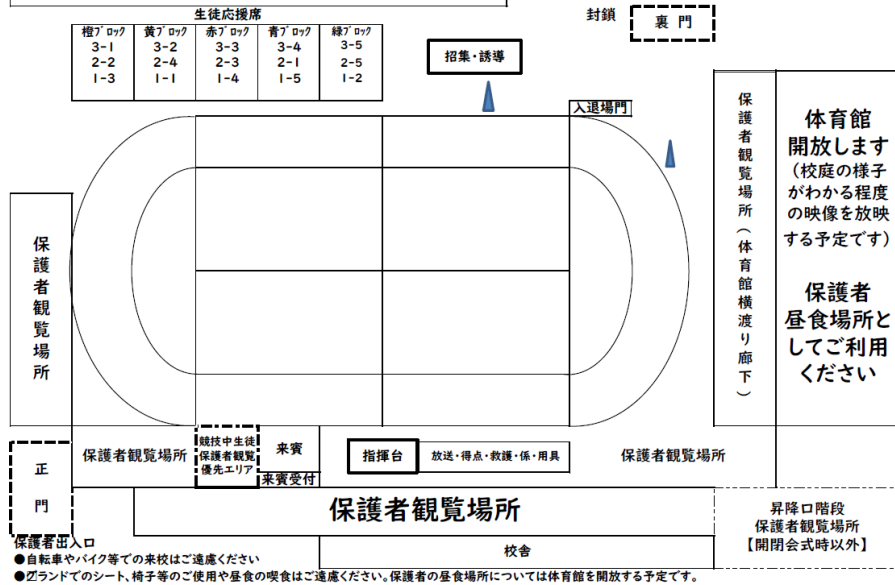 生徒応援席
橙ブロック 黄ブロック 赤ブロック 青ブロック 緑ブロック
3-1 3-2 3-3 3-4 3-5
2-2 2-4 2-3 2-1 2-5
1-3 1-1 1-4 1-5 1-2
封鎖
裏門
招集・誘導
入退場門
保護者観覧場所(体育館横渡り廊下)
体育館
開放します
(校庭の様子
がわかる程度
の映像を放映
する予定です)
保護者
昼食場所と
してご利用
ください
保護者観覧場所
正門
保護者観覧場所
競技中生徒
保護者観覧
優先エリア
来賓
来賓受付
指揮台
放送・得点・救護・係・用具
保護者観覧場所
保護者観覧場所
昇降口階段
保護者観覧場所
【開閉会式時以外】
校舎
保護者出入口
●自転車やバイク等での来校はご遠慮ください
●グランドでのシート、椅子等のご使用や昼食の喫食はご遠慮ください。保護者の昼食場所については体育館を開放する予定です。